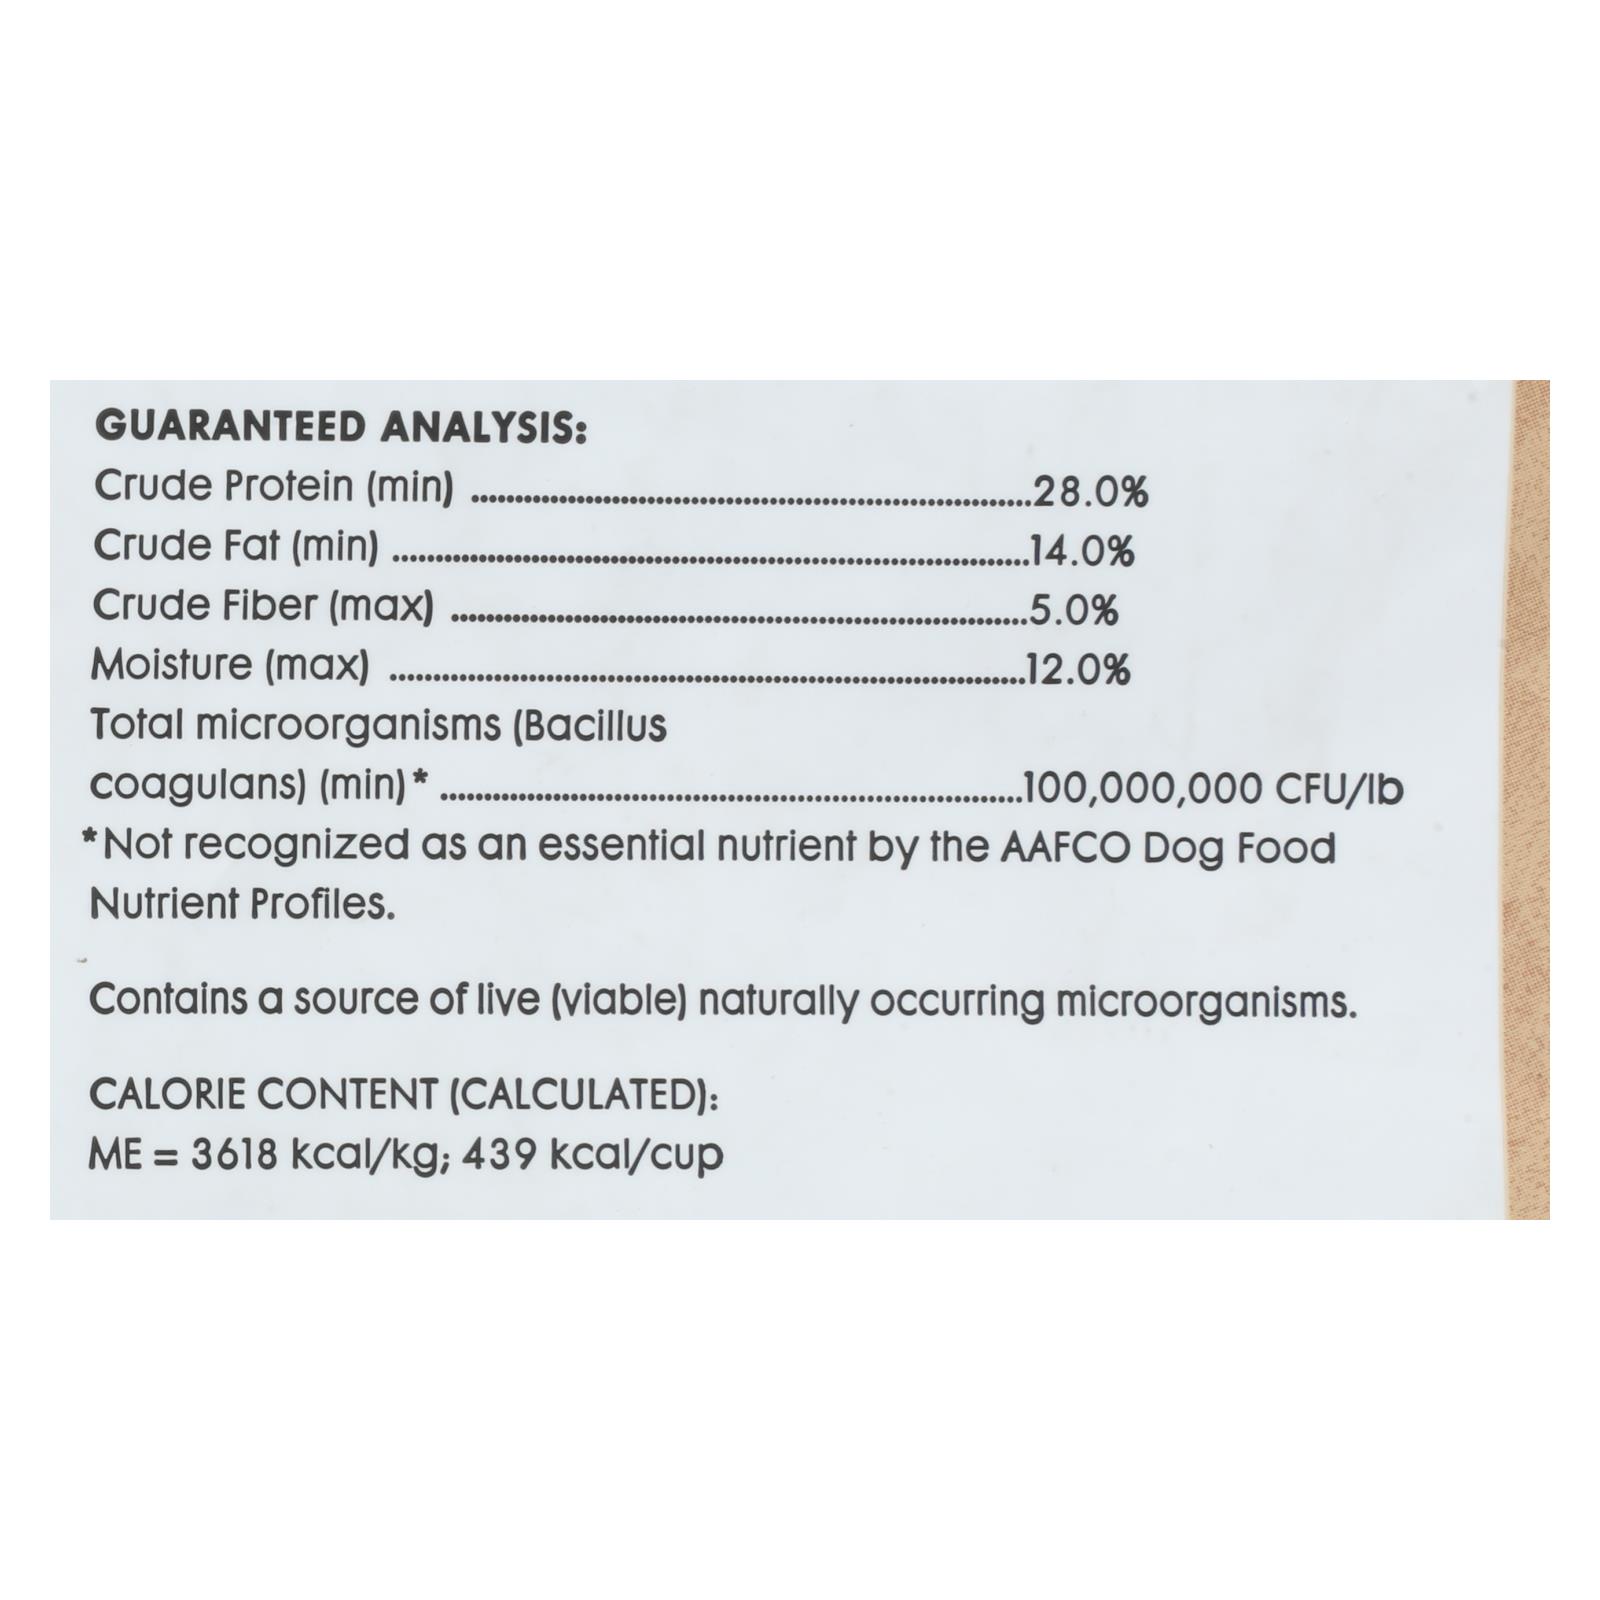 GUARANTEED ANALYSIS:
Crude Protein (min) ................................................................28.0%
Crude Fat (min) .........................................................................14.0%
Crude Fiber (max) ..................................................................5.0%
Moisture (max) .........................................................................12.0%
Total microorganisms (Bacillus
coagulans) (min)* ...................................................................100,000,000 CFU/lb
*Not recognized as an essential nutrient by the AAFCO Dog Food
Nutrient Profiles.
Contains a source of live (viable) naturally occurring microorganisms.
CALORIE CONTENT (CALCULATED):
ME = 3618 kcal/kg; 439 kcal/cup